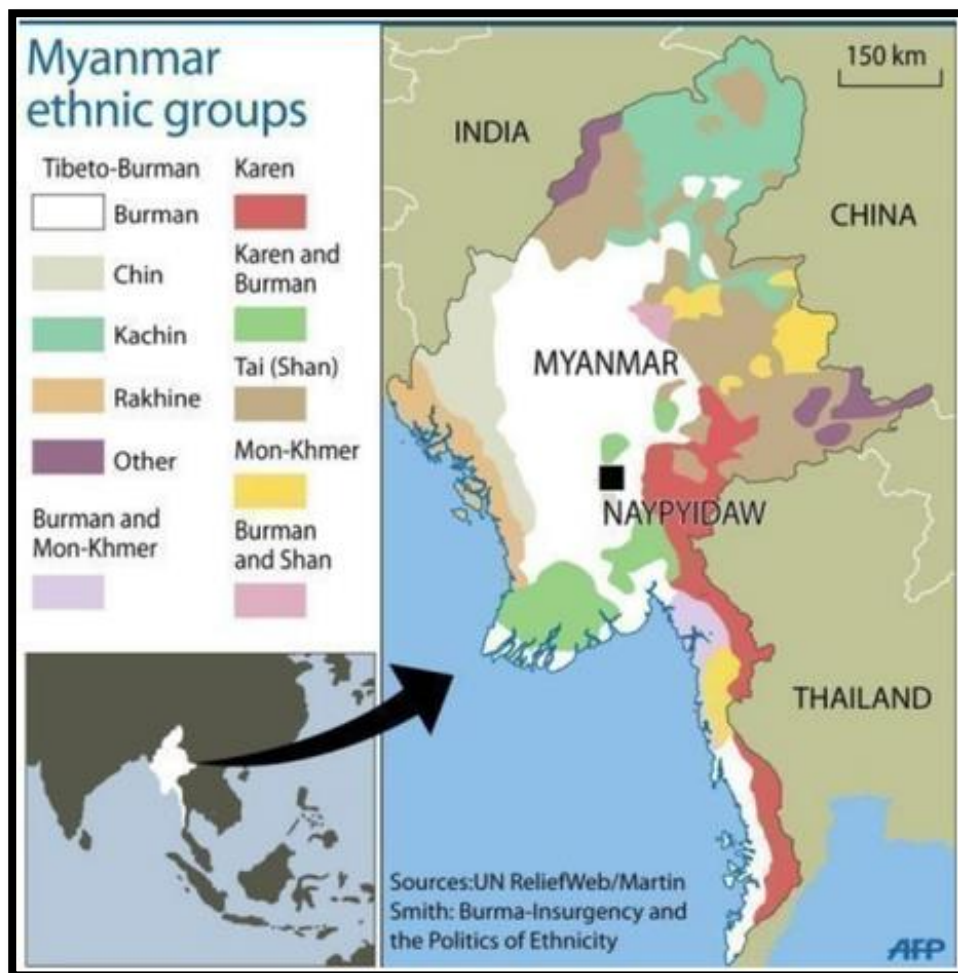 Myanmar
ethnic groups
Tibeto-Burman
Burman
Chin
Kachin
Rakhine
Other
Burman and
Mon-Khmer
Karen
Karen and
Burman
Tai (Shan)
Mon-Khmer
Burman
and Shan
150 km
INDIA
CHINA
MYANMAR
NAYPYIDAW
THAILAND
Sources:UN ReliefWeb/Martin
Smith: Burma-Insurgency and
the Politics of Ethnicity
AFP